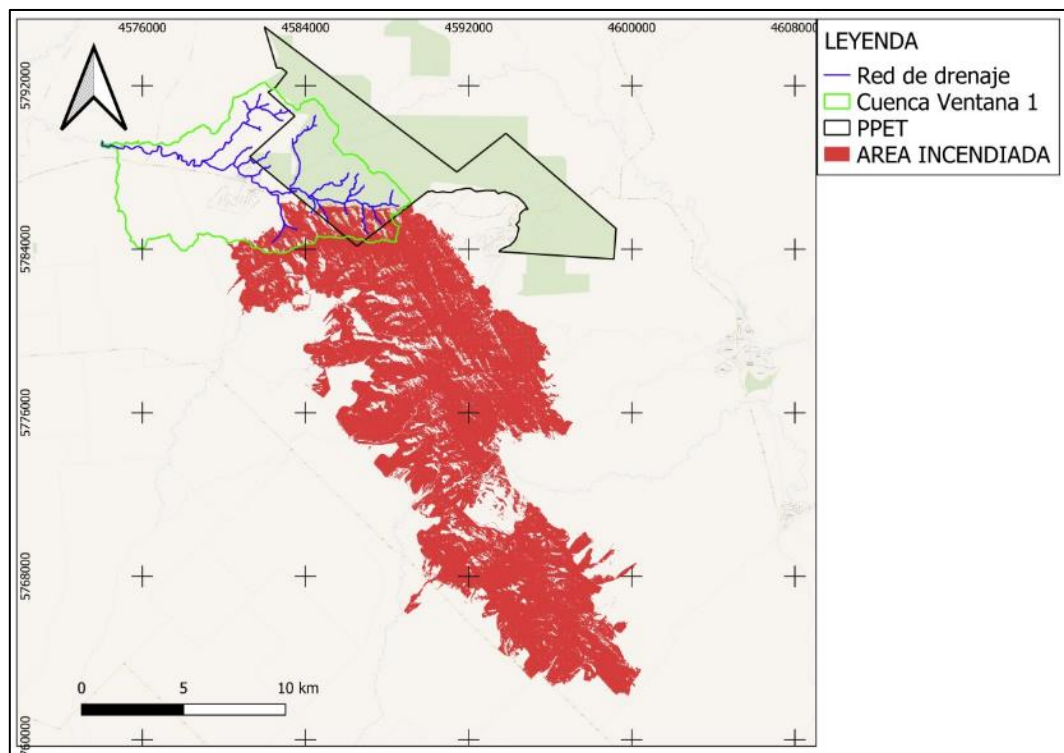 4576000 4584000 4592000 4600000 4608000
LEYENDA
Red de drenaje
Cuenca Ventana 1
PPET
AREA INCENDIADA
5792000
5784000
5776000
5768000
760000
0 5 10 km